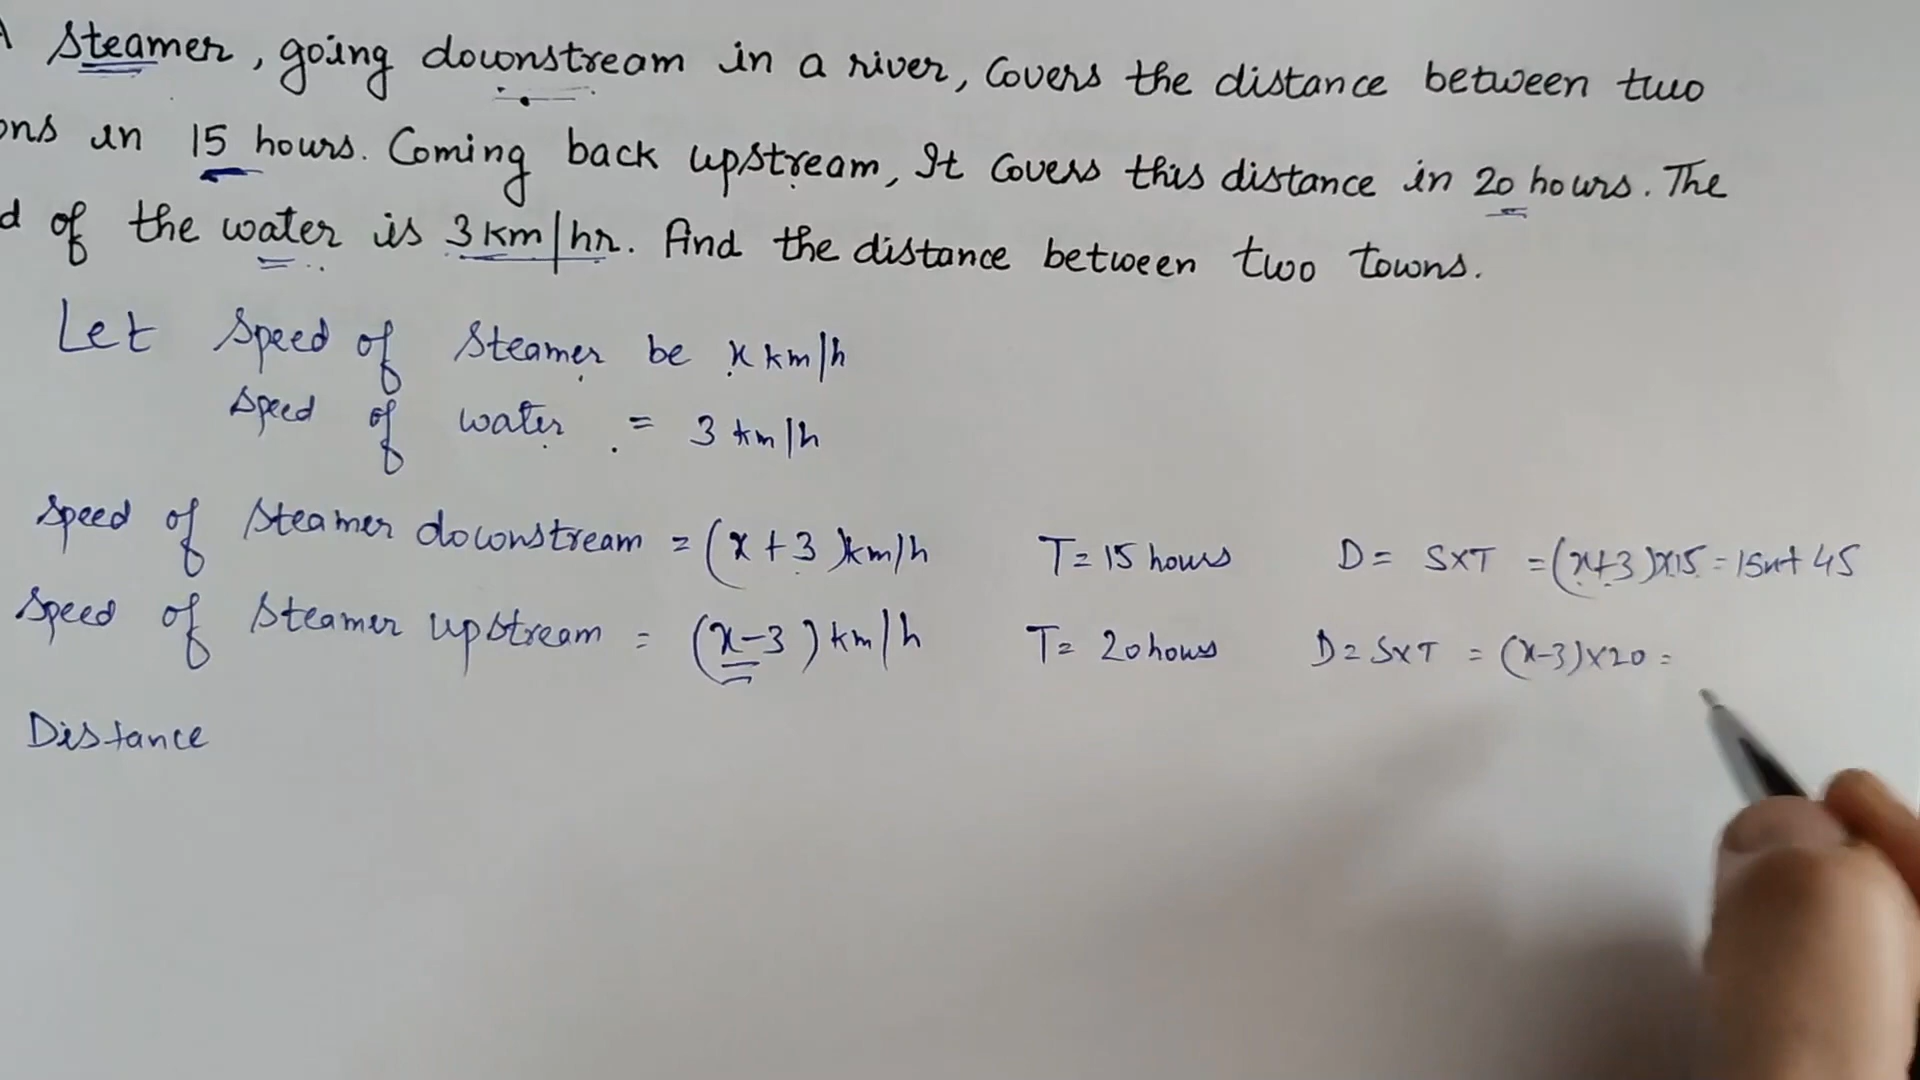 A Steamer, going downstream in a river, Covers the distance between two
ons in 15 hours. Coming back upstream, It Covers this distance in 20 hours. The
d of the water is 3 km/hr. Find the distance between two towns.
Let Speed of Steamer be x km/h
Speed of water = 3 km/h
Speed of Steamer downstream = (x+3)km/h T= 15 hours D= S×T =(x+3)×15 = 15x+45
Speed of Steamer Upstream = (x-3) km/h T= 20 hours D= S×T = (x-3)×20 =
Distance